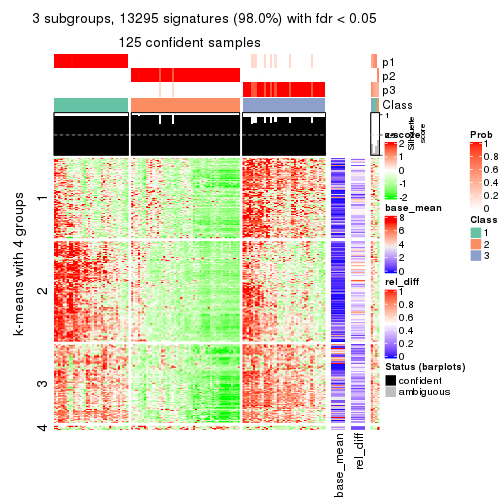 3 subgroups, 13295 signatures (98.0%) with fdr < 0.05
125 confident samples
p1
p2
p3
Class
1
Silhouette
score
z-score
2
1
0
-1
-2
base_mean
8
6
4
2
0
rel_diff
1
0.8
0.6
0.4
0.2
0
Status (barplots)
confident
ambiguous
Prob
1
0.8
0.6
0.4
0.2
0
Class
1
2
3
k-means with 4 groups
1
2
3
4
base_mean
rel_diff